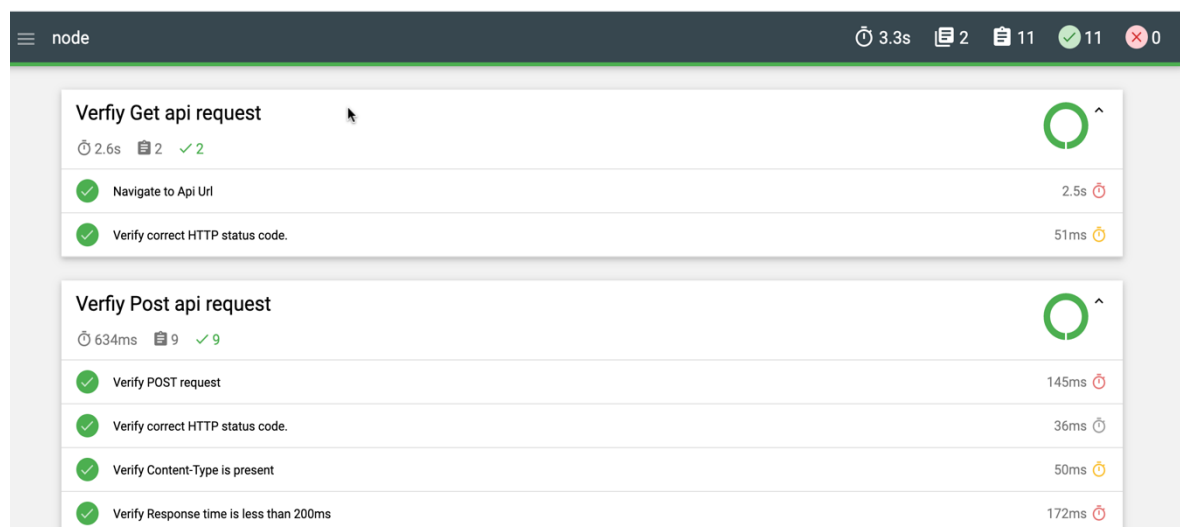 node 3.3s 2 11 11 0
Verfiy Get api request
2.6s 2 2
Navigate to Api Url 2.5s
Verify correct HTTP status code. 51ms
Verfiy Post api request
634ms 9 9
Verify POST request 145ms
Verify correct HTTP status code. 36ms
Verify Content-Type is present 50ms
Verify Response time is less than 200ms 172ms